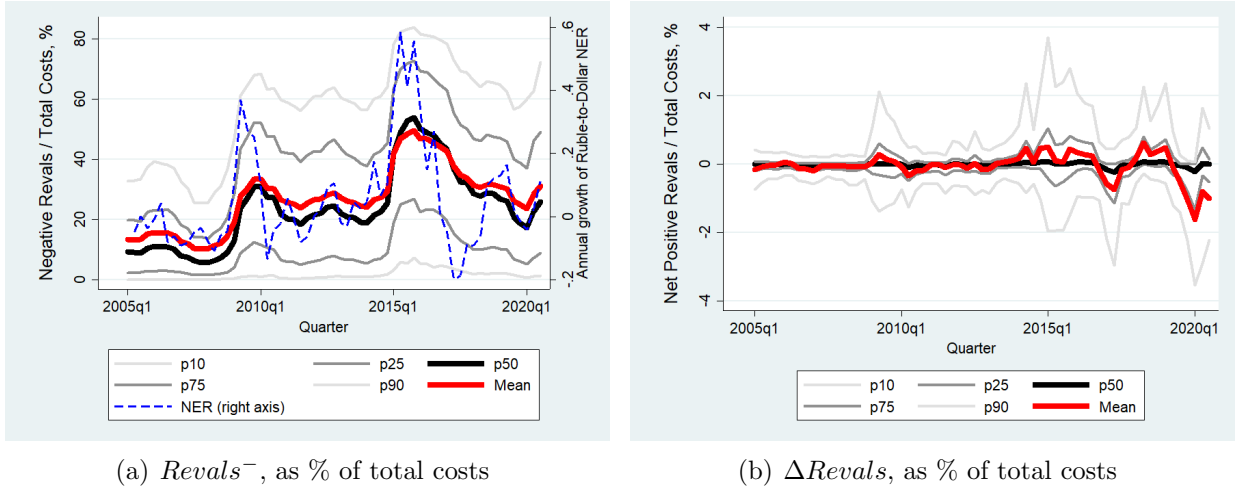 Negative Revals / Total Costs, %
80
60
40
20
0
.6
.4
.2
0
-.2
Annual growth of Ruble-to-Dollar NER
2005q1 2010q1 2015q1 2020q1
Quarter
p10 p25 p50
p75 p90 Mean
NER (right axis)
(a) Revals⁻, as % of total costs
Net Positive Revals / Total Costs, %
4
2
0
-2
-4
2005q1 2010q1 2015q1 2020q1
Quarter
p10 p25 p50
p75 p90 Mean
(b) ΔRevals, as % of total costs